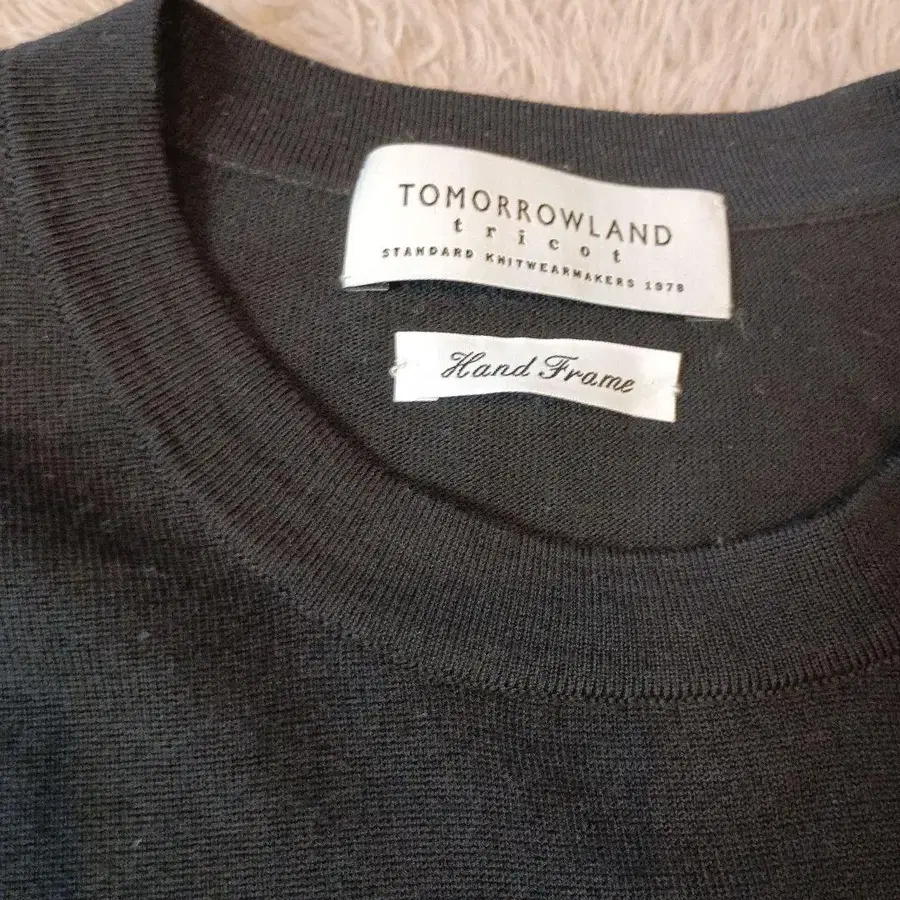 TOMORROWLAND
tricot
STANDARD KNITWEARMAKERS 1978
Hand Frame